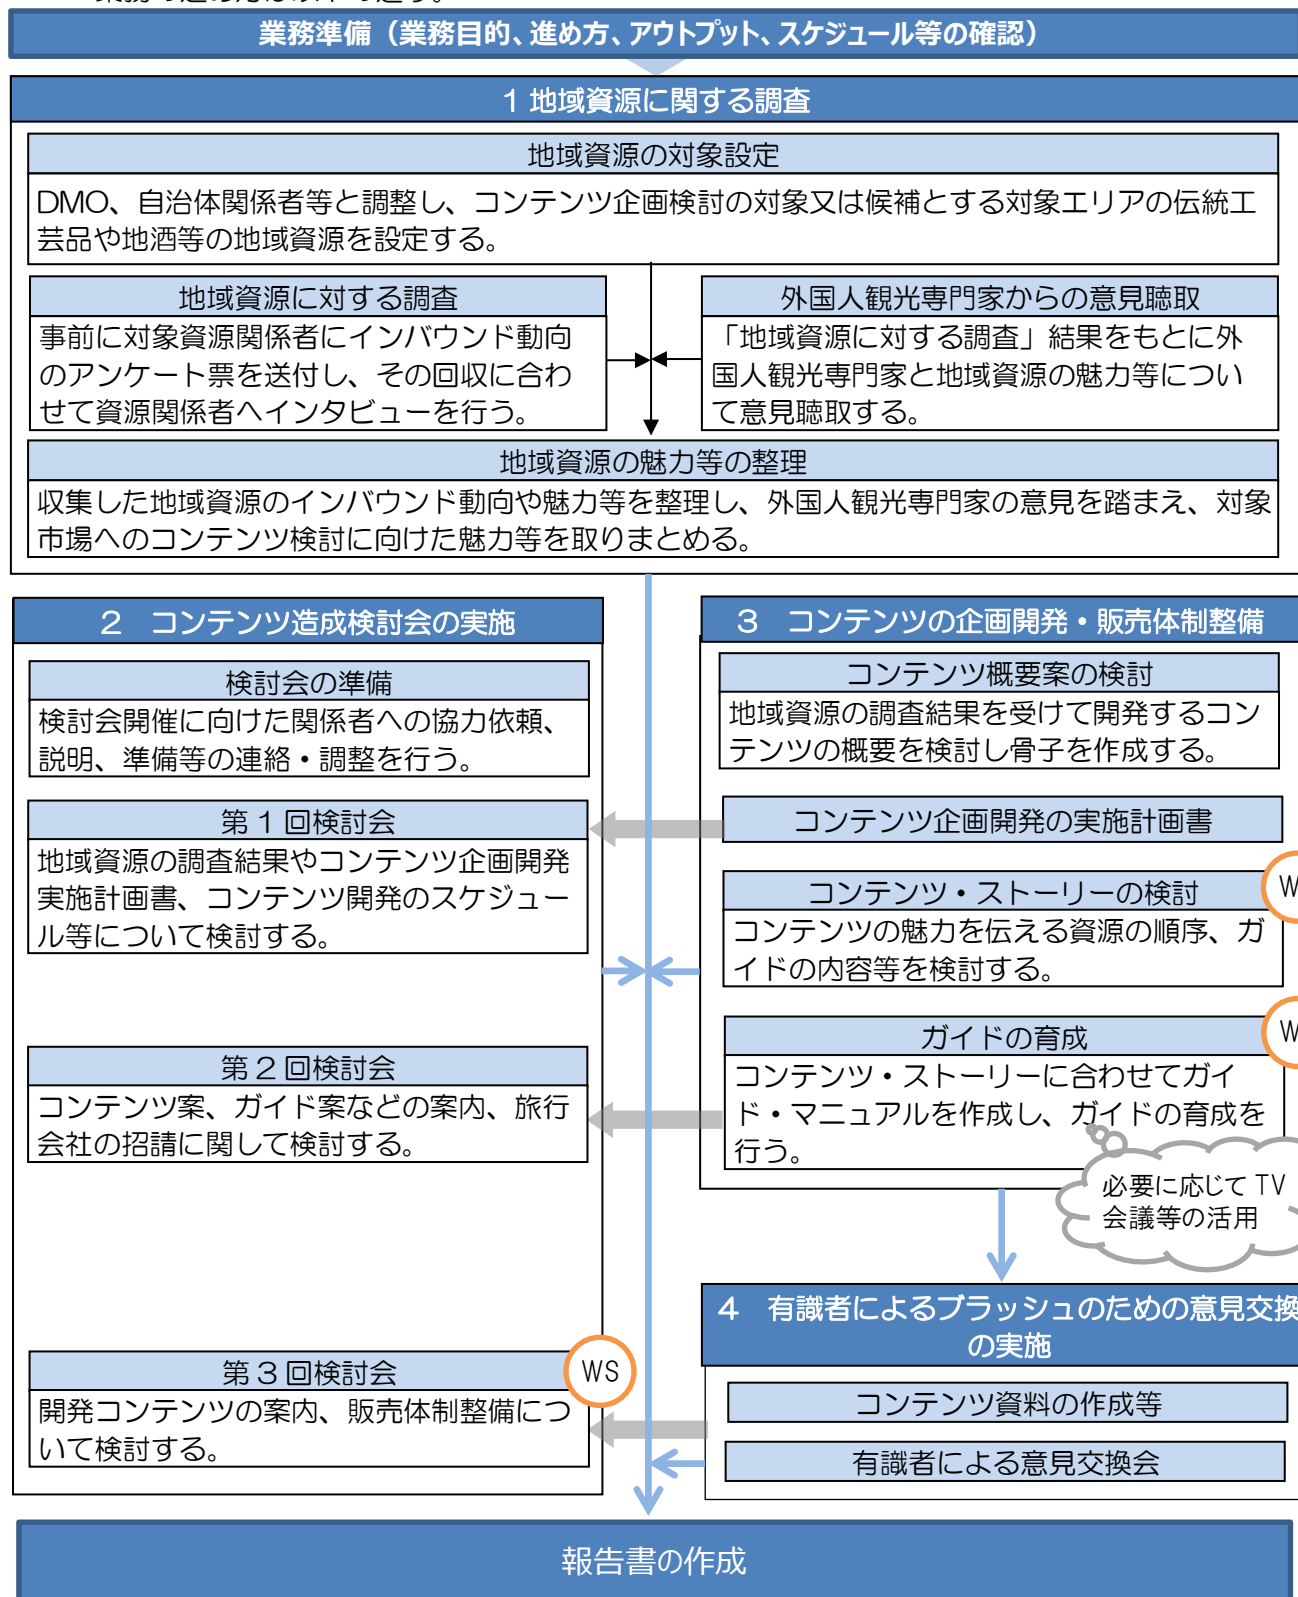 業務準備（業務目的、進め方、アウトプット、スケジュール等の確認）
1 地域資源に関する調査
地域資源の対象設定
DMO、自治体関係者等と調整し、コンテンツ企画検討の対象又は候補とする対象エリアの伝統工
芸品や地酒等の地域資源を設定する。
地域資源に対する調査
事前に対象資源関係者にインバウンド動向
のアンケート票を送付し、その回収に合わ
せて資源関係者へインタビューを行う。
外国人観光専門家からの意見聴取
「地域資源に対する調査」結果をもとに外
国人観光専門家と地域資源の魅力等につい
て意見聴取する。
地域資源の魅力等の整理
収集した地域資源のインバウンド動向や魅力等を整理し、外国人観光専門家の意見を踏まえ、対象
市場へのコンテンツ検討に向けた魅力等を取りまとめる。
２　コンテンツ造成検討会の実施
検討会の準備
検討会開催に向けた関係者への協力依頼、
説明、準備等の連絡・調整を行う。
第１回検討会
地域資源の調査結果やコンテンツ企画開発
実施計画書、コンテンツ開発のスケジュー
ル等について検討する。
第２回検討会
コンテンツ案、ガイド案などの案内、旅行
会社の招請に関して検討する。
第３回検討会
WS
開発コンテンツの案内、販売体制整備につ
いて検討する。
３　コンテンツの企画開発・販売体制整備
コンテンツ概要案の検討
地域資源の調査結果を受けて開発するコン
テンツの概要を検討し骨子を作成する。
コンテンツ企画開発の実施計画書
コンテンツ・ストーリーの検討
W
コンテンツの魅力を伝える資源の順序、ガ
イドの内容等を検討する。
ガイドの育成
W
コンテンツ・ストーリーに合わせてガイ
ド・マニュアルを作成し、ガイドの育成を
行う。
必要に応じて TV
会議等の活用
４　有識者によるブラッシュのための意見交換
の実施
コンテンツ資料の作成等
有識者による意見交換会
報告書の作成